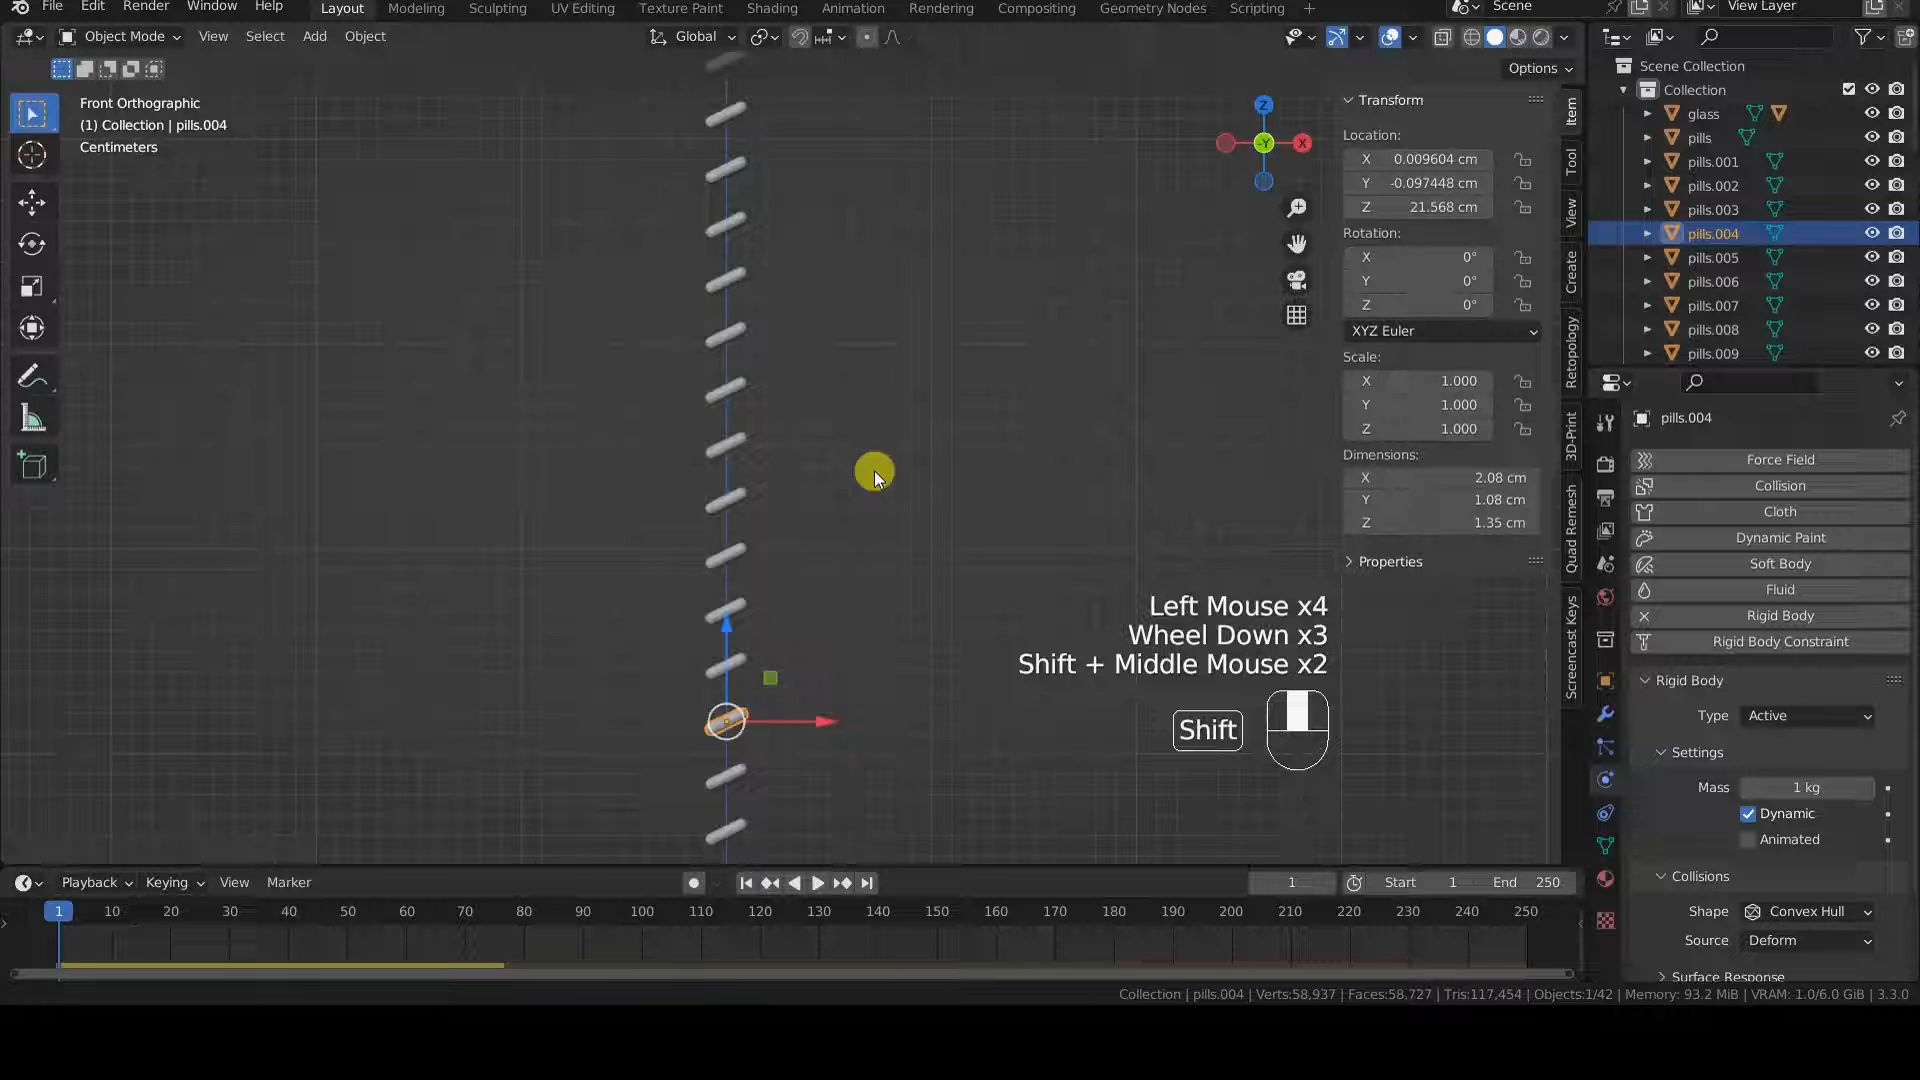 File Edit Render Window Help Layout Modeling Sculpting UV Editing Texture Paint Shading Animation Rendering Compositing Geometry Nodes Scripting + Scene View Layer
Object Mode View Select Add Object Global
Options
Front Orthographic
(1) Collection | pills.004
Centimeters
Z
Y
X
Transform
Location:
X 0.009604 cm
Y -0.097448 cm
Z 21.568 cm
Rotation:
X 0°
Y 0°
Z 0°
XYZ Euler
Scale:
X 1.000
Y 1.000
Z 1.000
Dimensions:
X 2.08 cm
Y 1.08 cm
Z 1.35 cm
Properties
Item
Tool
View
Create
Retopology
3D-Print
Quad Remesh
Screencast Keys
Scene Collection
Collection
glass
pills
pills.001
pills.002
pills.003
pills.004
pills.005
pills.006
pills.007
pills.008
pills.009
pills.004
Force Field
Collision
Cloth
Dynamic Paint
Soft Body
Fluid
Rigid Body
Rigid Body Constraint
Rigid Body
Type Active
Settings
Mass 1 kg
Dynamic
Animated
Collisions
Shape Convex Hull
Source Deform
Surface Response
Left Mouse x4
Wheel Down x3
Shift + Middle Mouse x2
Shift
Playback Keying View Marker 1 Start 1 End 250
1 10 20 30 40 50 60 70 80 90 100 110 120 130 140 150 160 170 180 190 200 210 220 230 240 250
Collection | pills.004 | Verts:58,937 | Faces:58,727 | Tris:117,454 | Objects:1/42 | Memory: 93.2 MiB | VRAM: 1.0/6.0 GiB | 3.3.0